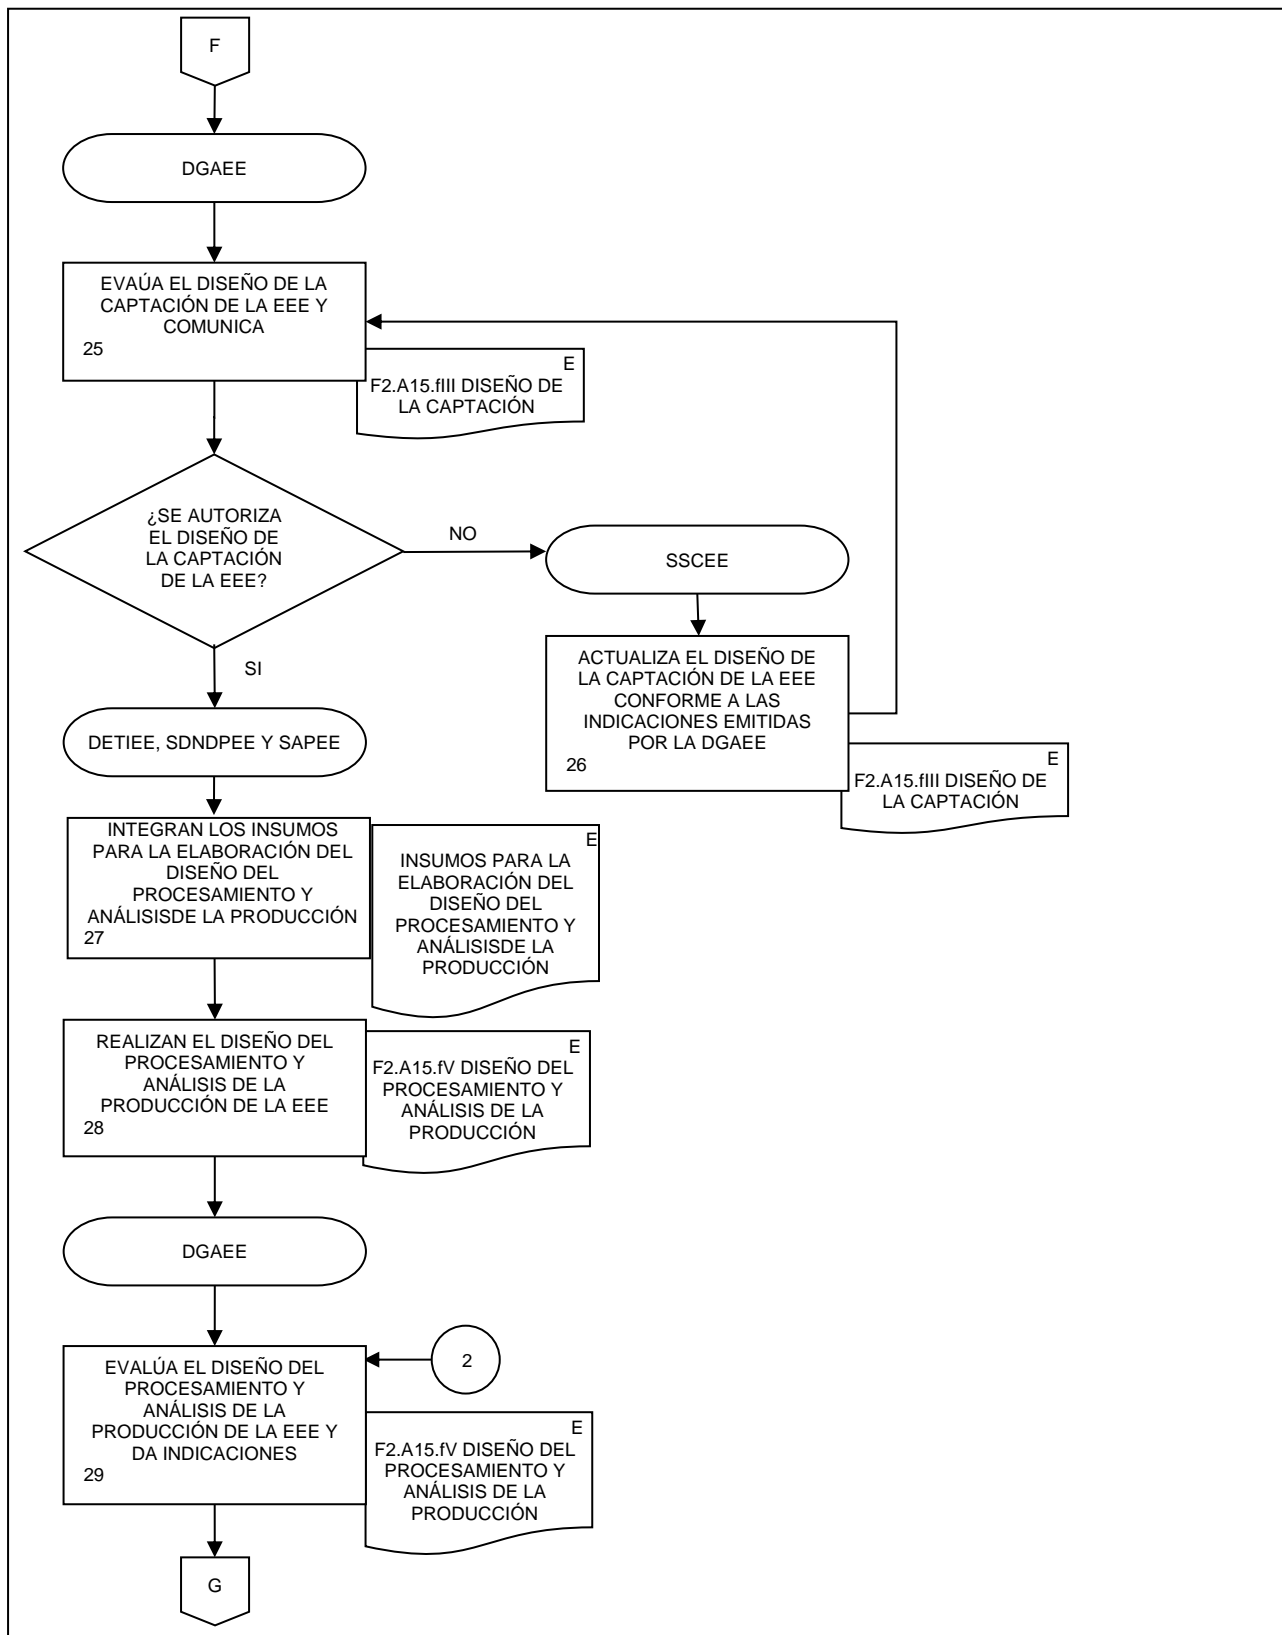 F
DGAEE
EVAÚA EL DISEÑO DE LA
CAPTACIÓN DE LA EEE Y
COMUNICA
25
E
F2.A15.fIII DISEÑO DE
LA CAPTACIÓN
¿SE AUTORIZA
EL DISEÑO DE
LA CAPTACIÓN
DE LA EEE?
NO
SSCEE
ACTUALIZA EL DISEÑO DE
LA CAPTACIÓN DE LA EEE
CONFORME A LAS
INDICACIONES EMITIDAS
POR LA DGAEE
26
E
F2.A15.fIII DISEÑO DE
LA CAPTACIÓN
SI
DETIEE, SDNDPEE Y SAPEE
INTEGRAN LOS INSUMOS
PARA LA ELABORACIÓN DEL
DISEÑO DEL
PROCESAMIENTO Y
ANÁLISISDE LA PRODUCCIÓN
27
E
INSUMOS PARA LA
ELABORACIÓN DEL
DISEÑO DEL
PROCESAMIENTO Y
ANÁLISISDE LA
PRODUCCIÓN
REALIZAN EL DISEÑO DEL
PROCESAMIENTO Y
ANÁLISIS DE LA
PRODUCCIÓN DE LA EEE
28
E
F2.A15.fV DISEÑO DEL
PROCESAMIENTO Y
ANÁLISIS DE LA
PRODUCCIÓN
DGAEE
2
EVALÚA EL DISEÑO DEL
PROCESAMIENTO Y
ANÁLISIS DE LA
PRODUCCIÓN DE LA EEE Y
DA INDICACIONES
29
E
F2.A15.fV DISEÑO DEL
PROCESAMIENTO Y
ANÁLISIS DE LA
PRODUCCIÓN
G